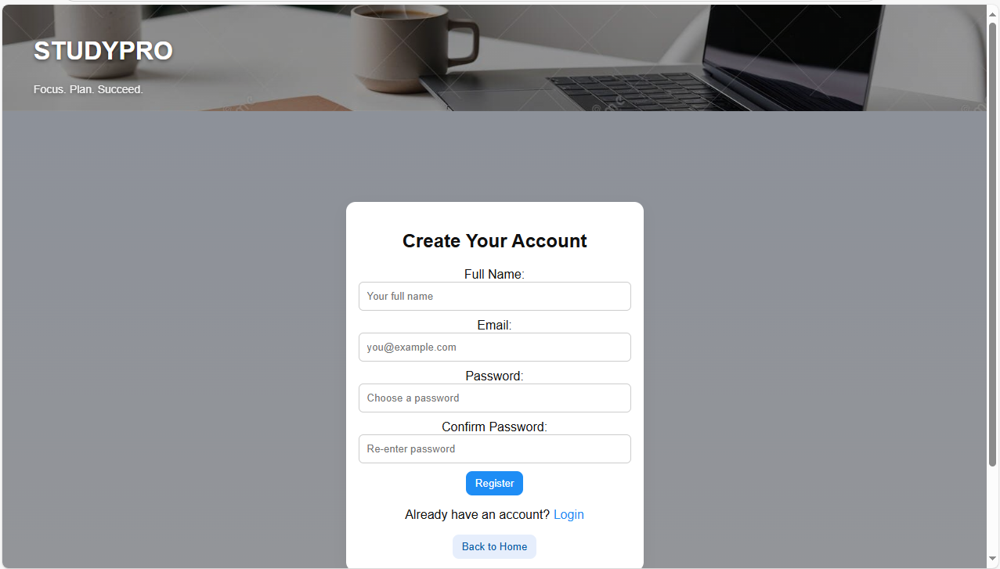 STUDYPRO
Focus. Plan. Succeed.
Create Your Account
Full Name:
Your full name
Email:
you@example.com
Password:
Choose a password
Confirm Password:
Re-enter password
Register
Already have an account? Login
Back to Home